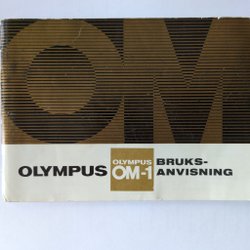 OM
OLYMPUS
OLYMPUS
OM-1
BRUKS-
ANVISNING